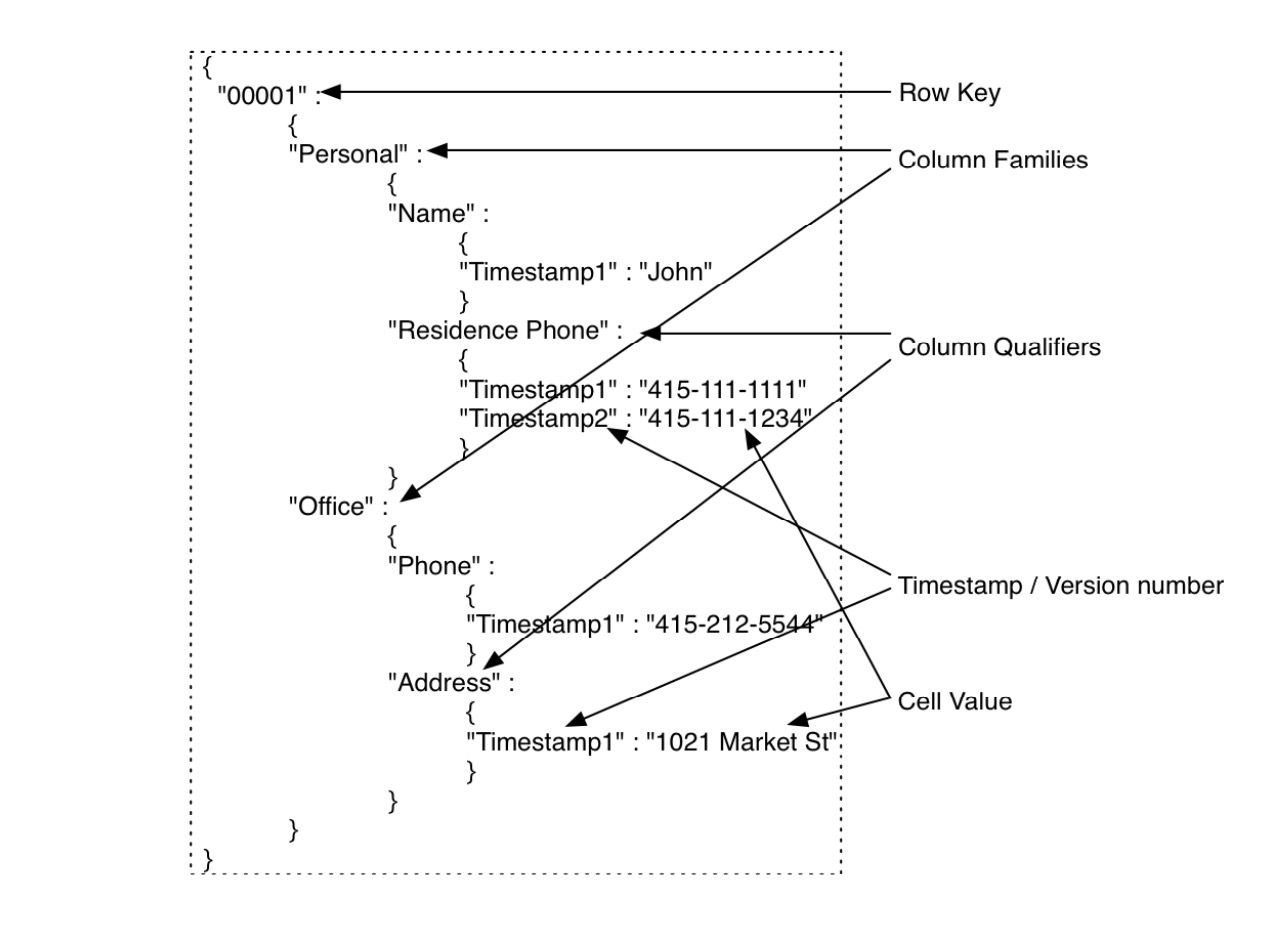 {
"00001" :
Row Key
{
"Personal" :
Column Families
{
"Name" :
{
"Timestamp1" : "John"
}
"Residence Phone" :
Column Qualifiers
{
"Timestamp1" : "415-111-1111"
"Timestamp2" : "415-111-1234"
}
}
"Office" :
{
"Phone" :
Timestamp / Version number
{
"Timestamp1" : "415-212-5544"
}
"Address" :
Cell Value
{
"Timestamp1" : "1021 Market St"
}
}
}
}